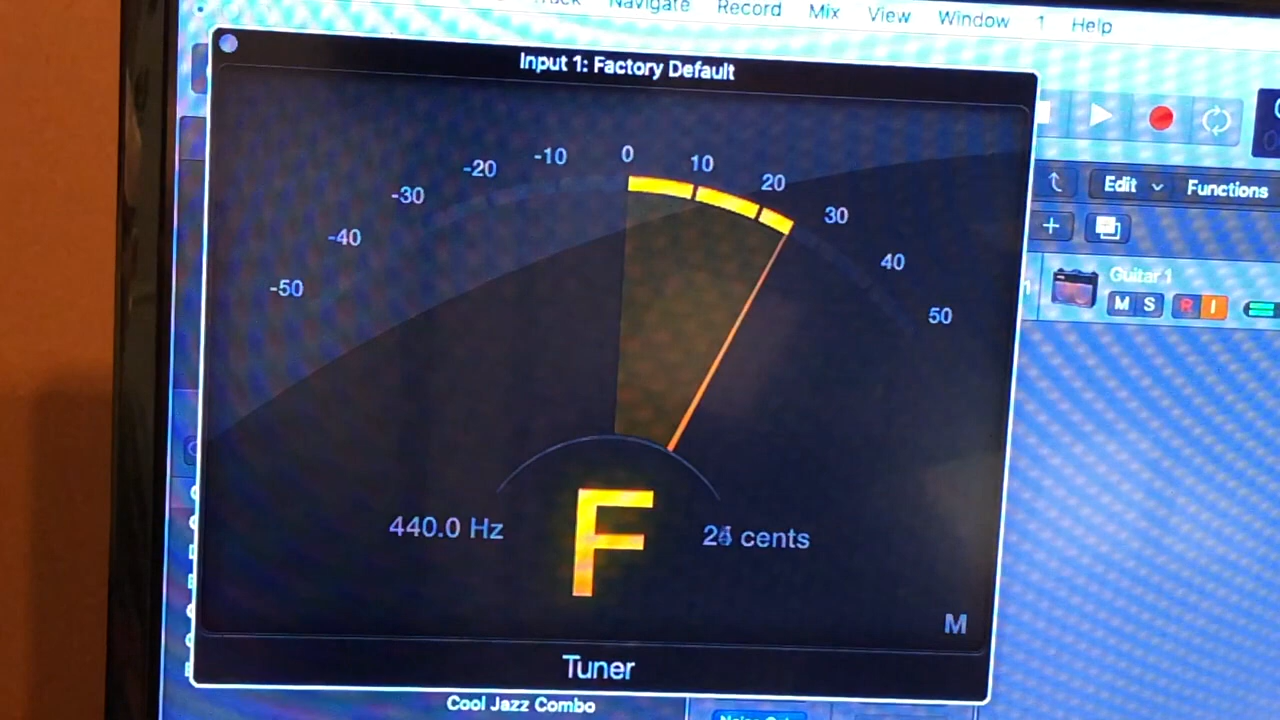 Navigate Record Mix View Window 1 Help
Input 1: Factory Default
-50 -40 -30 -20 -10 0 10 20 30 40 50
Edit
Functions
Guitar 1
M S R I
440.0 Hz
F
cents
M
Tuner
Cool Jazz Combo